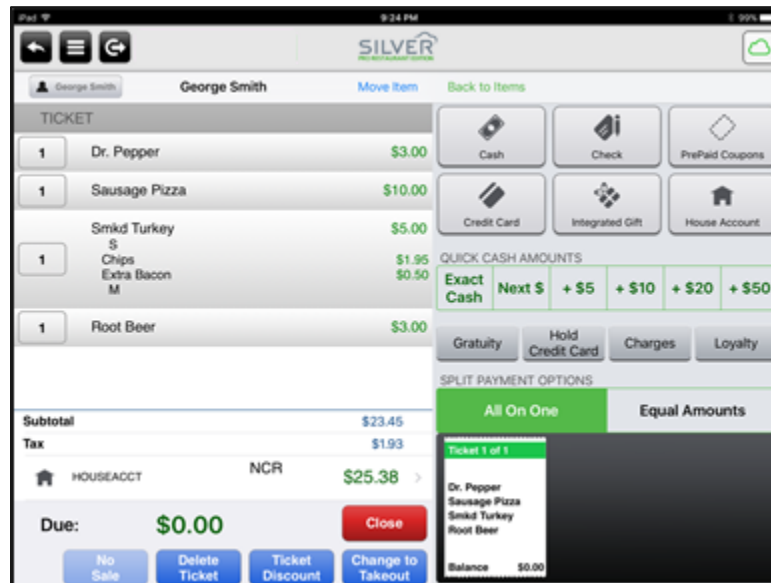 iPad 9:24 PM 99%
SILVER
PRO RESTAURANT EDITION
George Smith George Smith Move Item Back to Items
TICKET
1 Dr. Pepper $3.00
1 Sausage Pizza $10.00
Smkd Turkey $5.00
S
1 Chips $1.95
Extra Bacon $0.50
M
1 Root Beer $3.00
Subtotal $23.45
Tax $1.93
HOUSEACCT NCR $25.38
Due: $0.00 Close
No Sale
Delete Ticket
Ticket Discount
Change to Takeout
Cash Check PrePaid Coupons
Credit Card Integrated Gift House Account
QUICK CASH AMOUNTS
Exact Cash Next $ + $5 + $10 + $20 + $50
Gratuity Hold Credit Card Charges Loyalty
SPLIT PAYMENT OPTIONS
All On One Equal Amounts
Ticket 1 of 1
Dr. Pepper
Sausage Pizza
Smkd Turkey
Root Beer
Balance $0.00